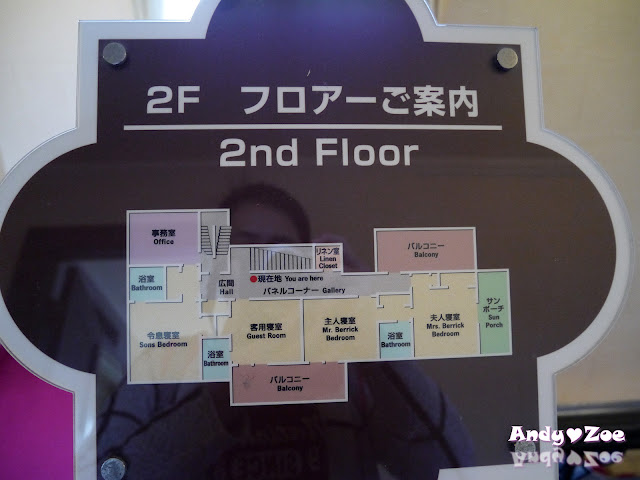 2F フロアーご案内
2nd Floor
事務室
Office
リネン室
Linen
Closet
バルコニー
Balcony
浴室
Bathroom
広間
Hall
現在地 You are here
パネルコーナー Gallery
令息寝室
Sons Bedroom
浴室
Bathroom
客用寝室
Guest Room
主人寝室
Mr. Berrick
Bedroom
浴室
Bathroom
夫人寝室
Mrs. Berrick
Bedroom
サン
ポーチ
Sun
Porch
バルコニー
Balcony
Andy♥Zoe